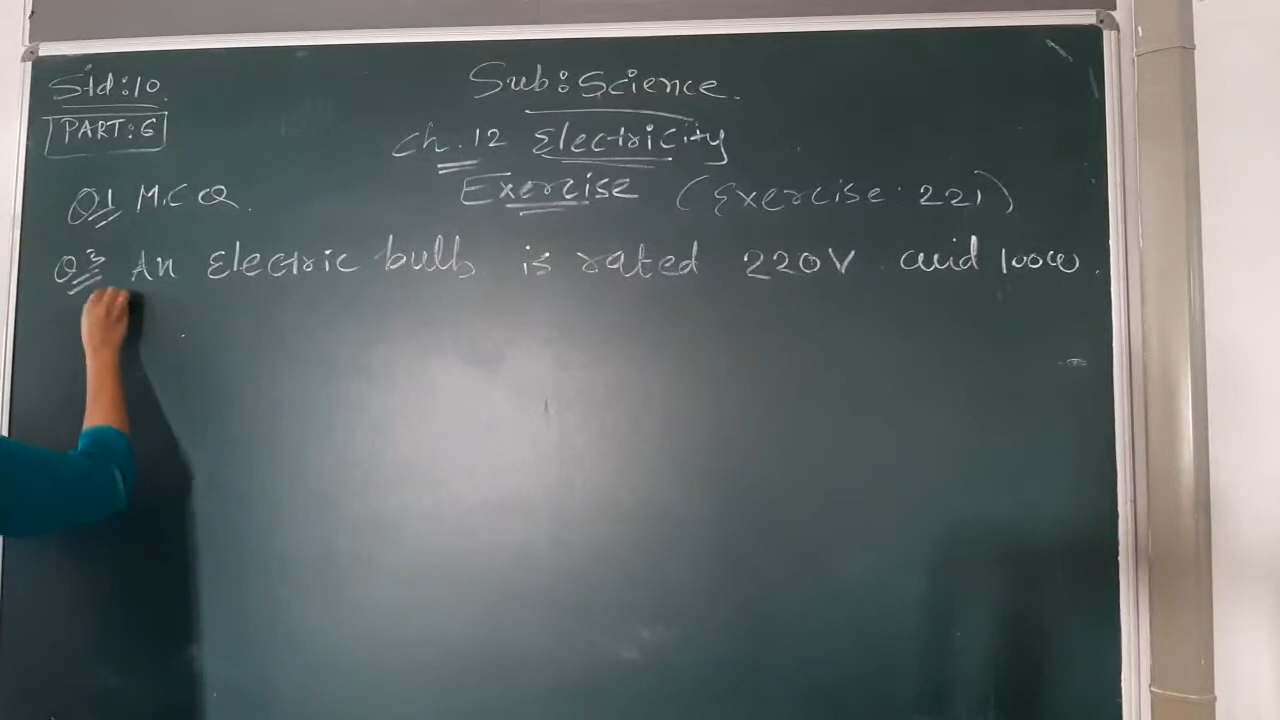 Std:10.
PART:6
Sub:Science.
Ch.12 Electricity
Exercise (Exercise 221)
Q1 M.C Q.
Q3 An Electric bulb is rated 220V and 100w.